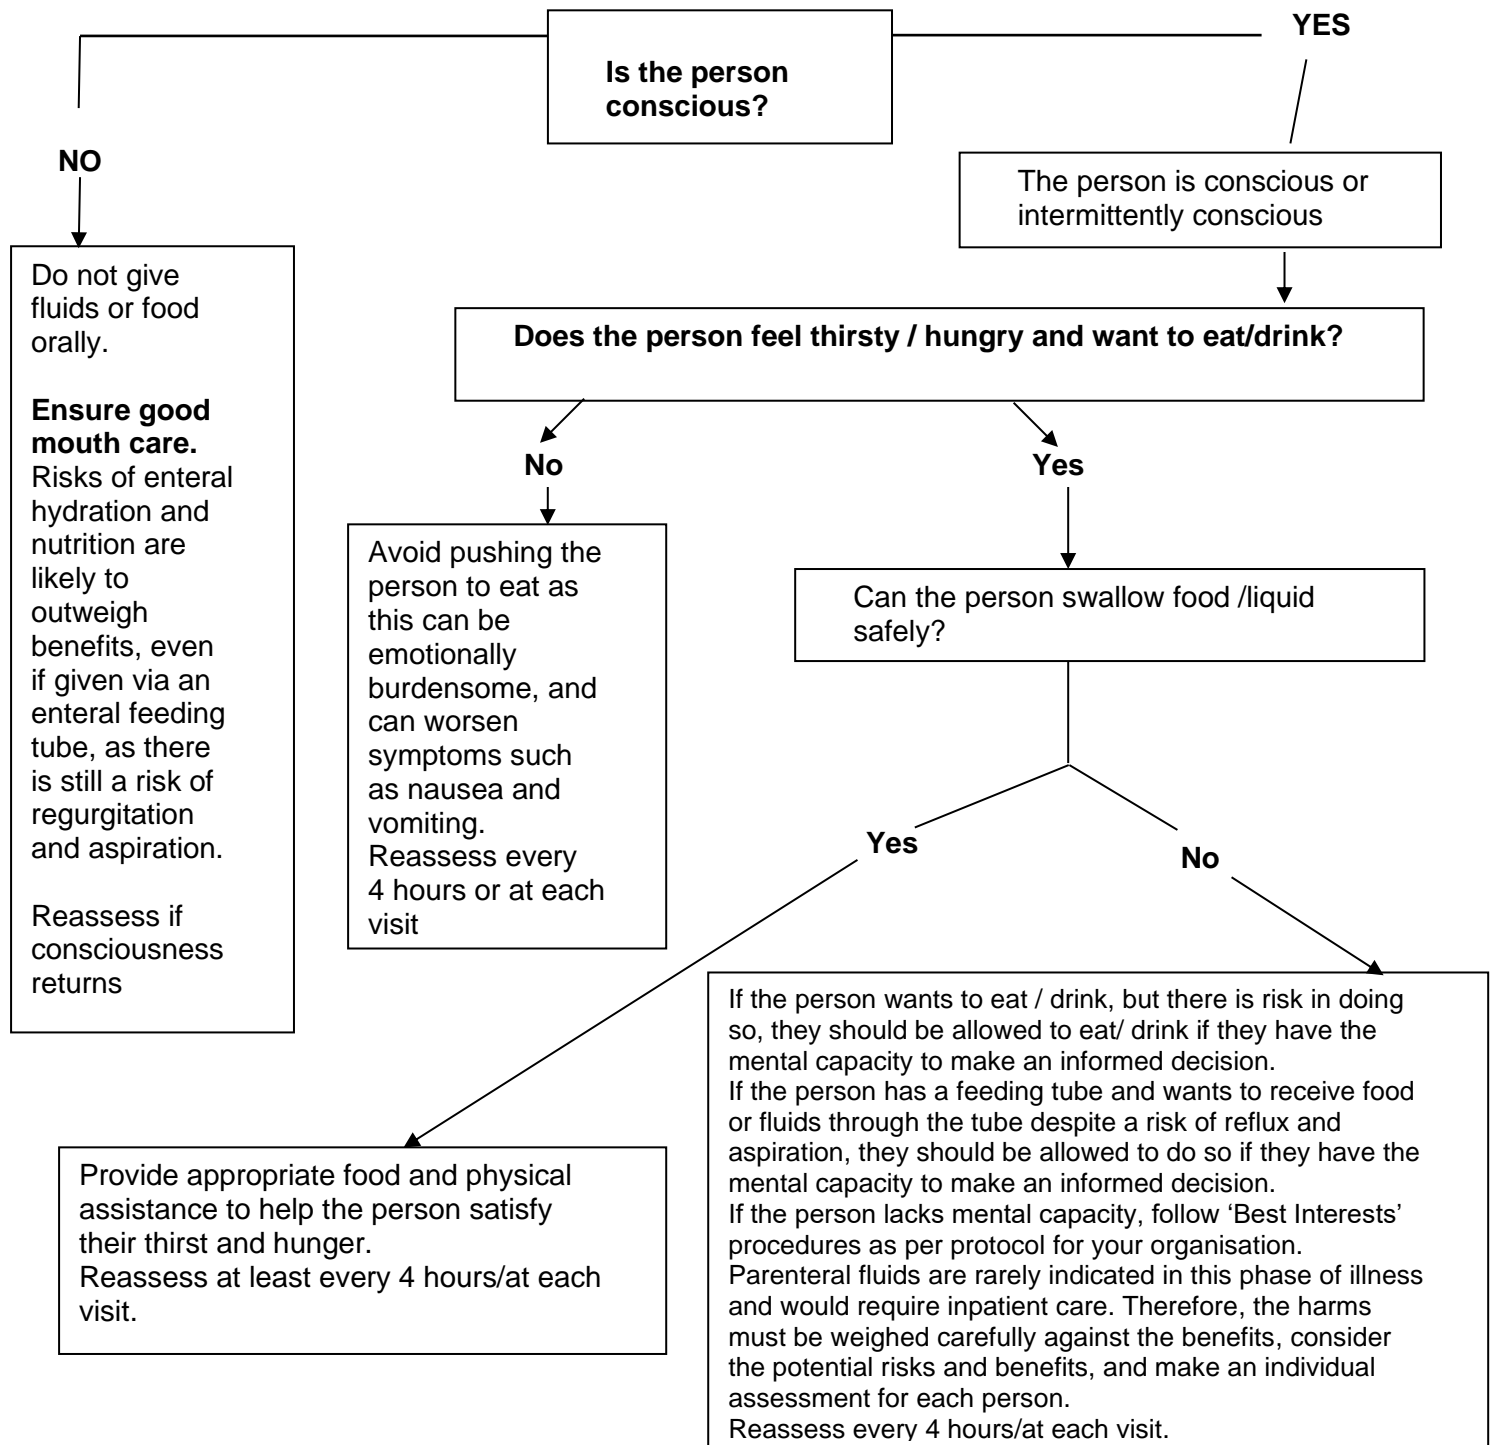 Is the person
conscious?
YES
NO
The person is conscious or
intermittently conscious
Do not give
fluids or food
orally.
Ensure good
mouth care.
Risks of enteral
hydration and
nutrition are
likely to
outweigh
benefits, even
if given via an
enteral feeding
tube, as there
is still a risk of
regurgitation
and aspiration.
Reassess if
consciousness
returns
Does the person feel thirsty / hungry and want to eat/drink?
No
Yes
Avoid pushing the
person to eat as
this can be
emotionally
burdensome, and
can worsen
symptoms such
as nausea and
vomiting.
Reassess every
4 hours or at each
visit
Can the person swallow food /liquid
safely?
Yes
No
Provide appropriate food and physical
assistance to help the person satisfy
their thirst and hunger.
Reassess at least every 4 hours/at each
visit.
If the person wants to eat / drink, but there is risk in doing
so, they should be allowed to eat/ drink if they have the
mental capacity to make an informed decision.
If the person has a feeding tube and wants to receive food
or fluids through the tube despite a risk of reflux and
aspiration, they should be allowed to do so if they have the
mental capacity to make an informed decision.
If the person lacks mental capacity, follow ‘Best Interests’
procedures as per protocol for your organisation.
Parenteral fluids are rarely indicated in this phase of illness
and would require inpatient care. Therefore, the harms
must be weighed carefully against the benefits, consider
the potential risks and benefits, and make an individual
assessment for each person.
Reassess every 4 hours/at each visit.